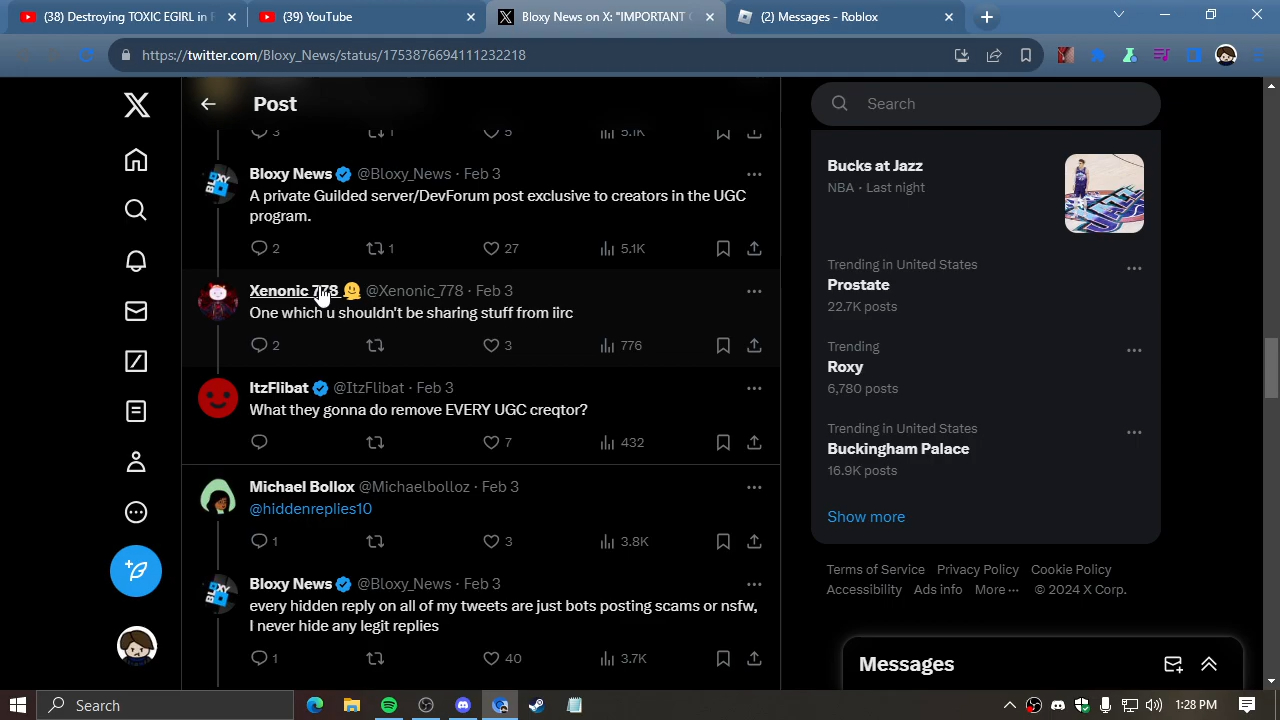 (38) Destroying TOXIC EGIRL in
(39) YouTube
Bloxy News on X: "IMPORTANT
(2) Messages - Roblox
https://twitter.com/Bloxy_News/status/1753876694111232218
Post
Search
3
1
5
5.1K
Bloxy News @Bloxy_News · Feb 3
A private Guilded server/DevForum post exclusive to creators in the UGC
program.
2
1
27
5.1K
Xenonic 778 @Xenonic_778 · Feb 3
One which u shouldn't be sharing stuff from iirc
2
3
776
ItzFlibat @ItzFlibat · Feb 3
What they gonna do remove EVERY UGC creqtor?
7
432
Michael Bollox @Michaelbolloz · Feb 3
@hiddenreplies10
1
3
3.8K
Bloxy News @Bloxy_News · Feb 3
every hidden reply on all of my tweets are just bots posting scams or nsfw,
I never hide any legit replies
1
40
3.7K
Bucks at Jazz
NBA · Last night
Trending in United States
Prostate
22.7K posts
Trending
Roxy
6,780 posts
Trending in United States
Buckingham Palace
16.9K posts
Show more
Terms of Service Privacy Policy Cookie Policy
Accessibility Ads info More ··· © 2024 X Corp.
Messages
Search
1:28 PM